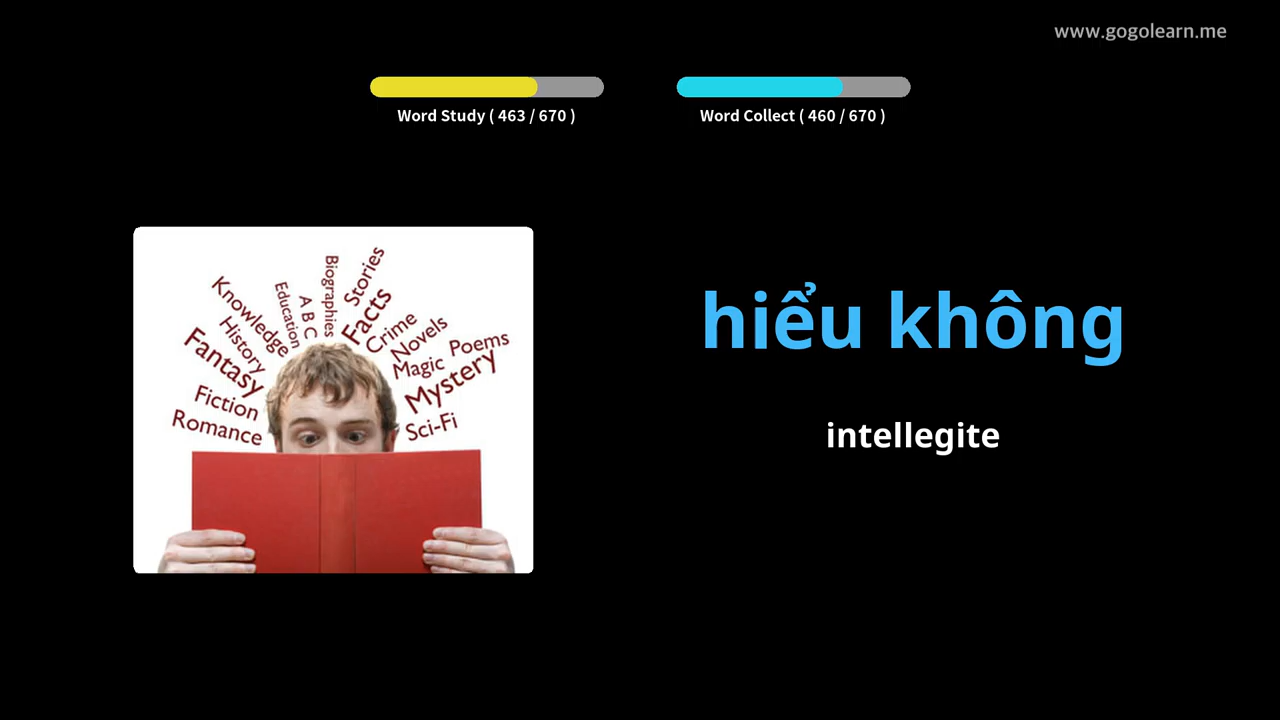 www.gogolearn.me
Word Study ( 463 / 670 )
Word Collect ( 460 / 670 )
Biographies
Stories
Knowledge
Education
A B C
Facts
History
Crime
Novels
Fantasy
Magic
Poems
Mystery
Fiction
Romance
Sci-Fi
hiểu không
intellegite